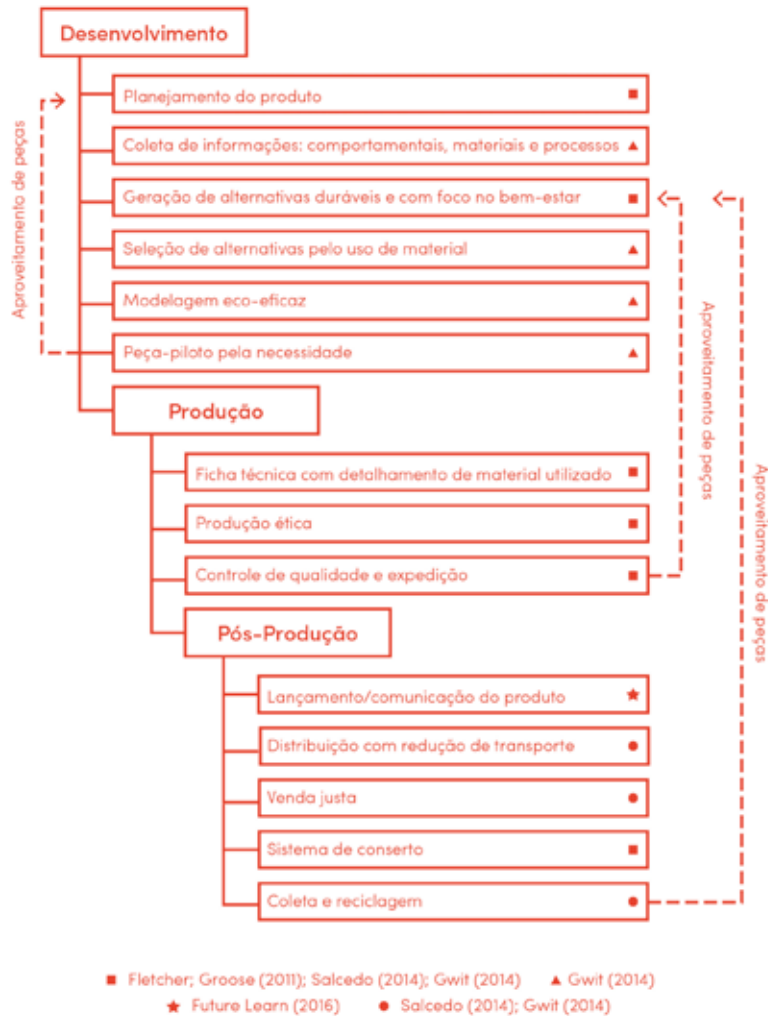 Desenvolvimento
Planejamento do produto
Coleta de informações: comportamentais, materiais e processos
Geração de alternativas duráveis e com foco no bem-estar
Seleção de alternativas pelo uso de material
Modelagem eco-eficaz
Peça-piloto pela necessidade
Aproveitamento de peças
Produção
Ficha técnica com detalhamento de material utilizado
Produção ética
Controle de qualidade e expedição
Aproveitamento de peças
Pós-Produção
Lançamento/comunicação do produto
Distribuição com redução de transporte
Venda justa
Sistema de conserto
Coleta e reciclagem
Aproveitamento de peças
■ Fletcher; Groose (2011); Salcedo (2014); Gwit (2014) ▲ Gwit (2014)
★ Future Learn (2016) ● Salcedo (2014); Gwit (2014)